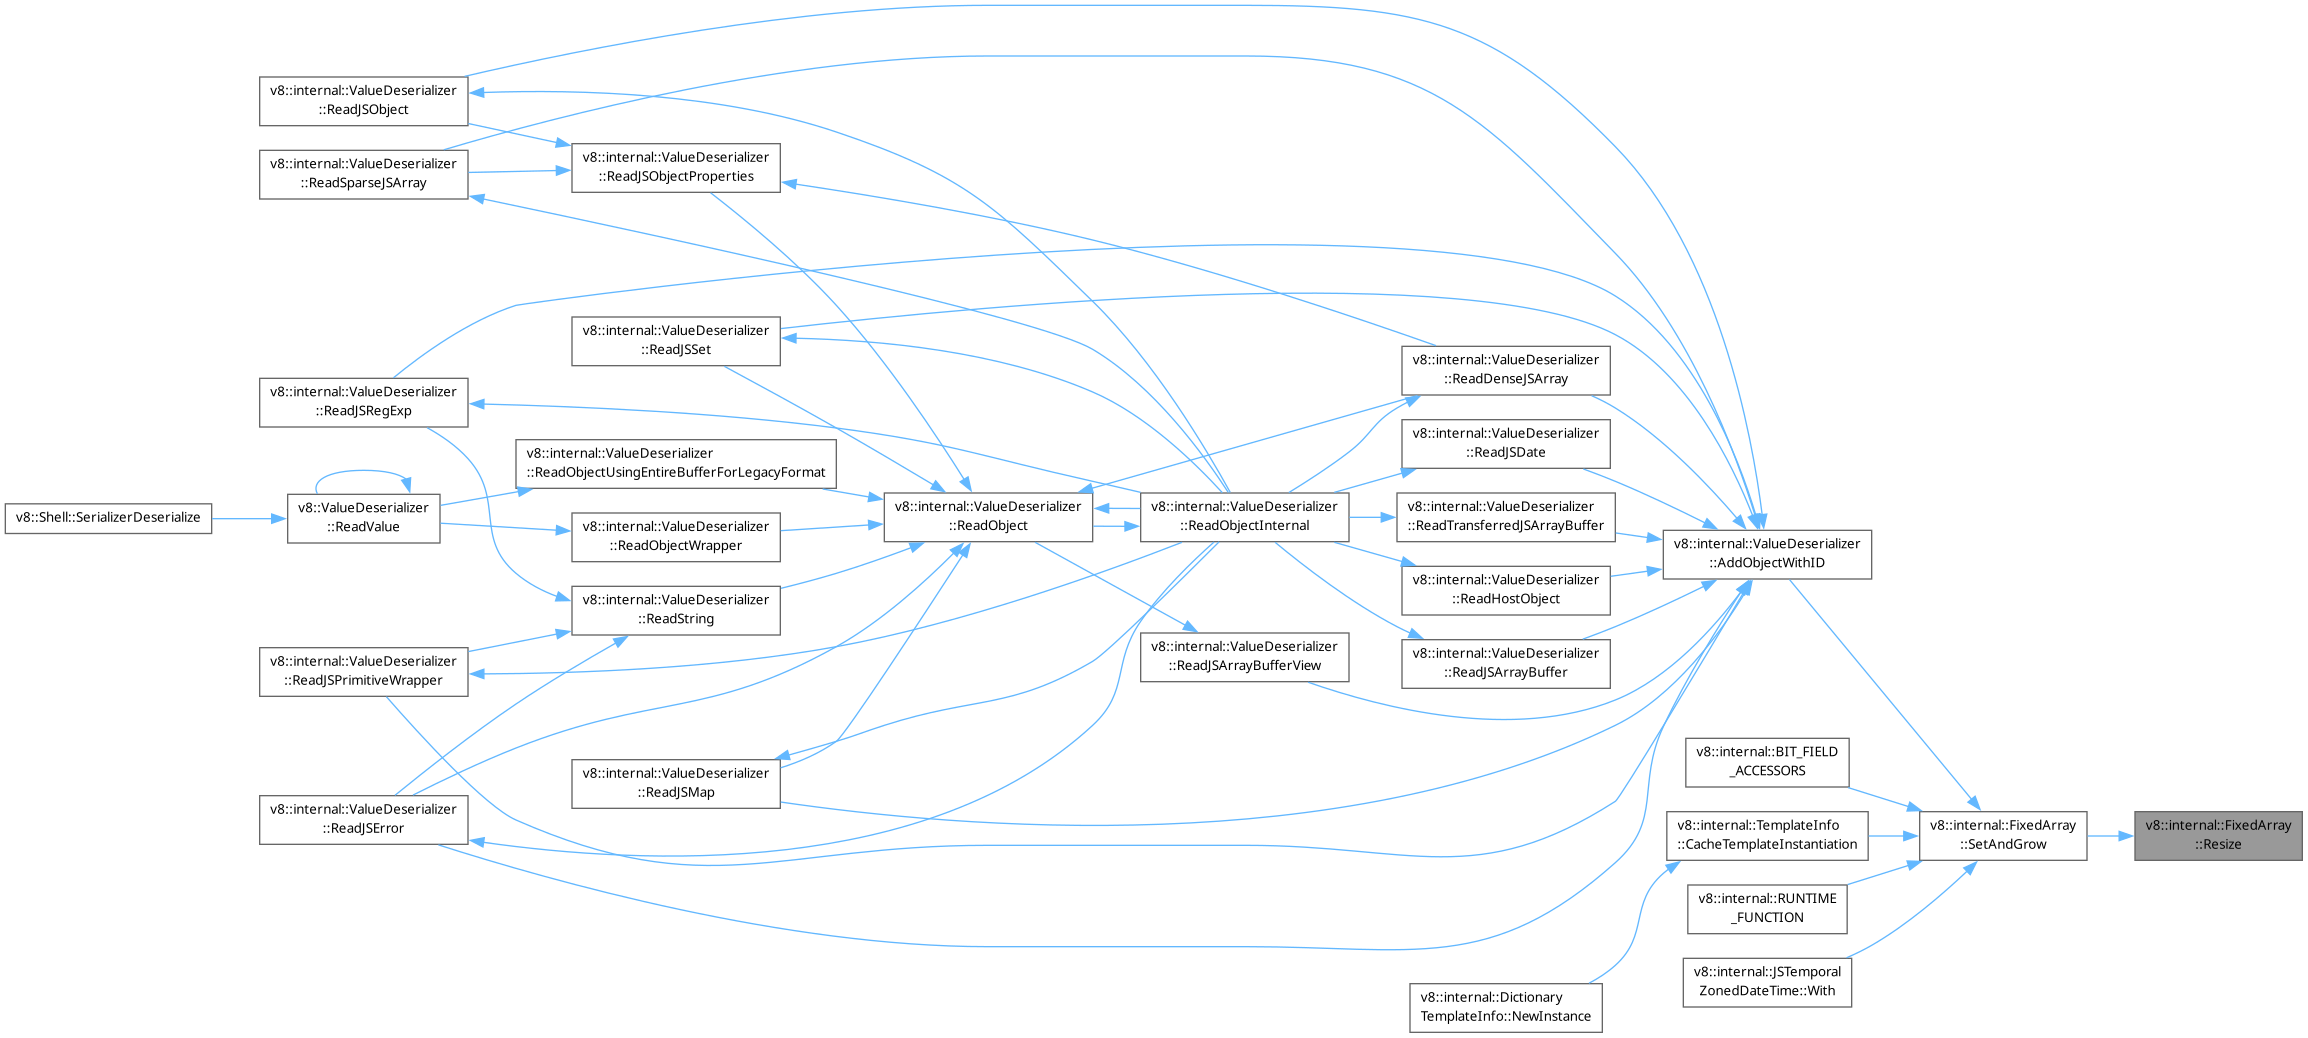 v8::internal::ValueDeserializer
::ReadJSObject
v8::internal::ValueDeserializer
::ReadSparseJSArray
v8::internal::ValueDeserializer
::ReadJSObjectProperties
v8::internal::ValueDeserializer
::ReadJSSet
v8::internal::ValueDeserializer
::ReadJSRegExp
v8::internal::ValueDeserializer
::ReadObjectUsingEntireBufferForLegacyFormat
v8::Shell::SerializerDeserialize
v8::ValueDeserializer
::ReadValue
v8::internal::ValueDeserializer
::ReadObjectWrapper
v8::internal::ValueDeserializer
::ReadString
v8::internal::ValueDeserializer
::ReadJSPrimitiveWrapper
v8::internal::ValueDeserializer
::ReadJSMap
v8::internal::ValueDeserializer
::ReadJSError
v8::internal::ValueDeserializer
::ReadObject
v8::internal::ValueDeserializer
::ReadObjectInternal
v8::internal::ValueDeserializer
::ReadJSArrayBufferView
v8::internal::ValueDeserializer
::ReadDenseJSArray
v8::internal::ValueDeserializer
::ReadJSDate
v8::internal::ValueDeserializer
::ReadTransferredJSArrayBuffer
v8::internal::ValueDeserializer
::ReadHostObject
v8::internal::ValueDeserializer
::ReadJSArrayBuffer
v8::internal::ValueDeserializer
::AddObjectWithID
v8::internal::BIT_FIELD
_ACCESSORS
v8::internal::TemplateInfo
::CacheTemplateInstantiation
v8::internal::RUNTIME
_FUNCTION
v8::internal::JSTemporal
ZonedDateTime::With
v8::internal::Dictionary
TemplateInfo::NewInstance
v8::internal::FixedArray
::SetAndGrow
v8::internal::FixedArray
::Resize